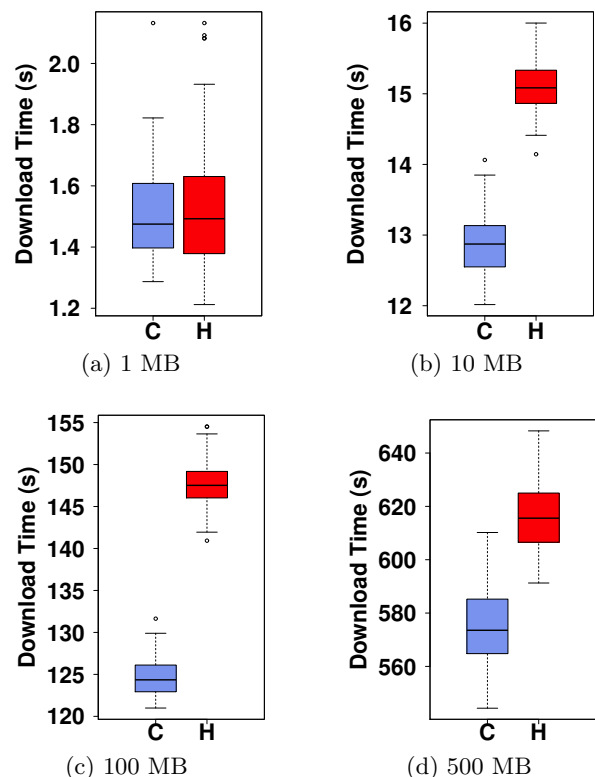 Download Time (s)
2.0
1.8
1.6
1.4
1.2
C H
(a) 1 MB
Download Time (s)
16
15
14
13
12
C H
(b) 10 MB
Download Time (s)
155
150
145
140
135
130
125
120
C H
(c) 100 MB
Download Time (s)
640
620
600
580
560
C H
(d) 500 MB